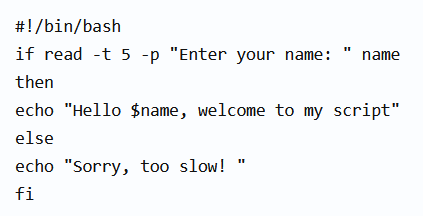 #!/bin/bash
if read -t 5 -p "Enter your name: " name
then
echo "Hello $name, welcome to my script"
else
echo "Sorry, too slow! "
fi